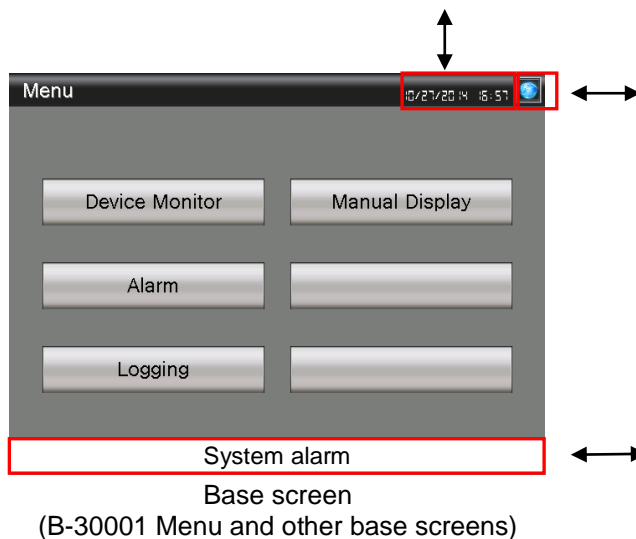 Menu
10/27/2014 16:57
Device Monitor
Manual Display
Alarm
Logging
System alarm
Base screen
(B-30001 Menu and other base screens)